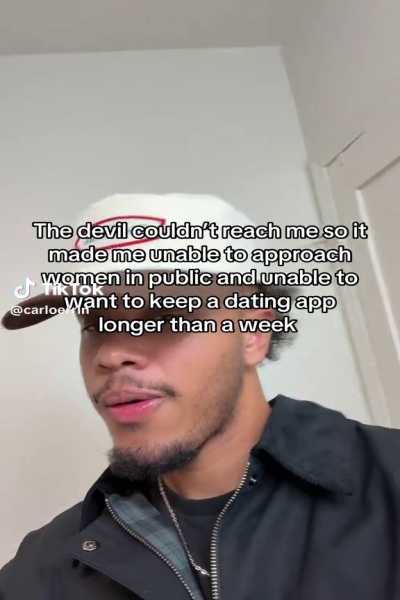 The devil couldn't reach me so it
made me unable to approach
women in public and unable to
want to keep a dating app
longer than a week
TikTok